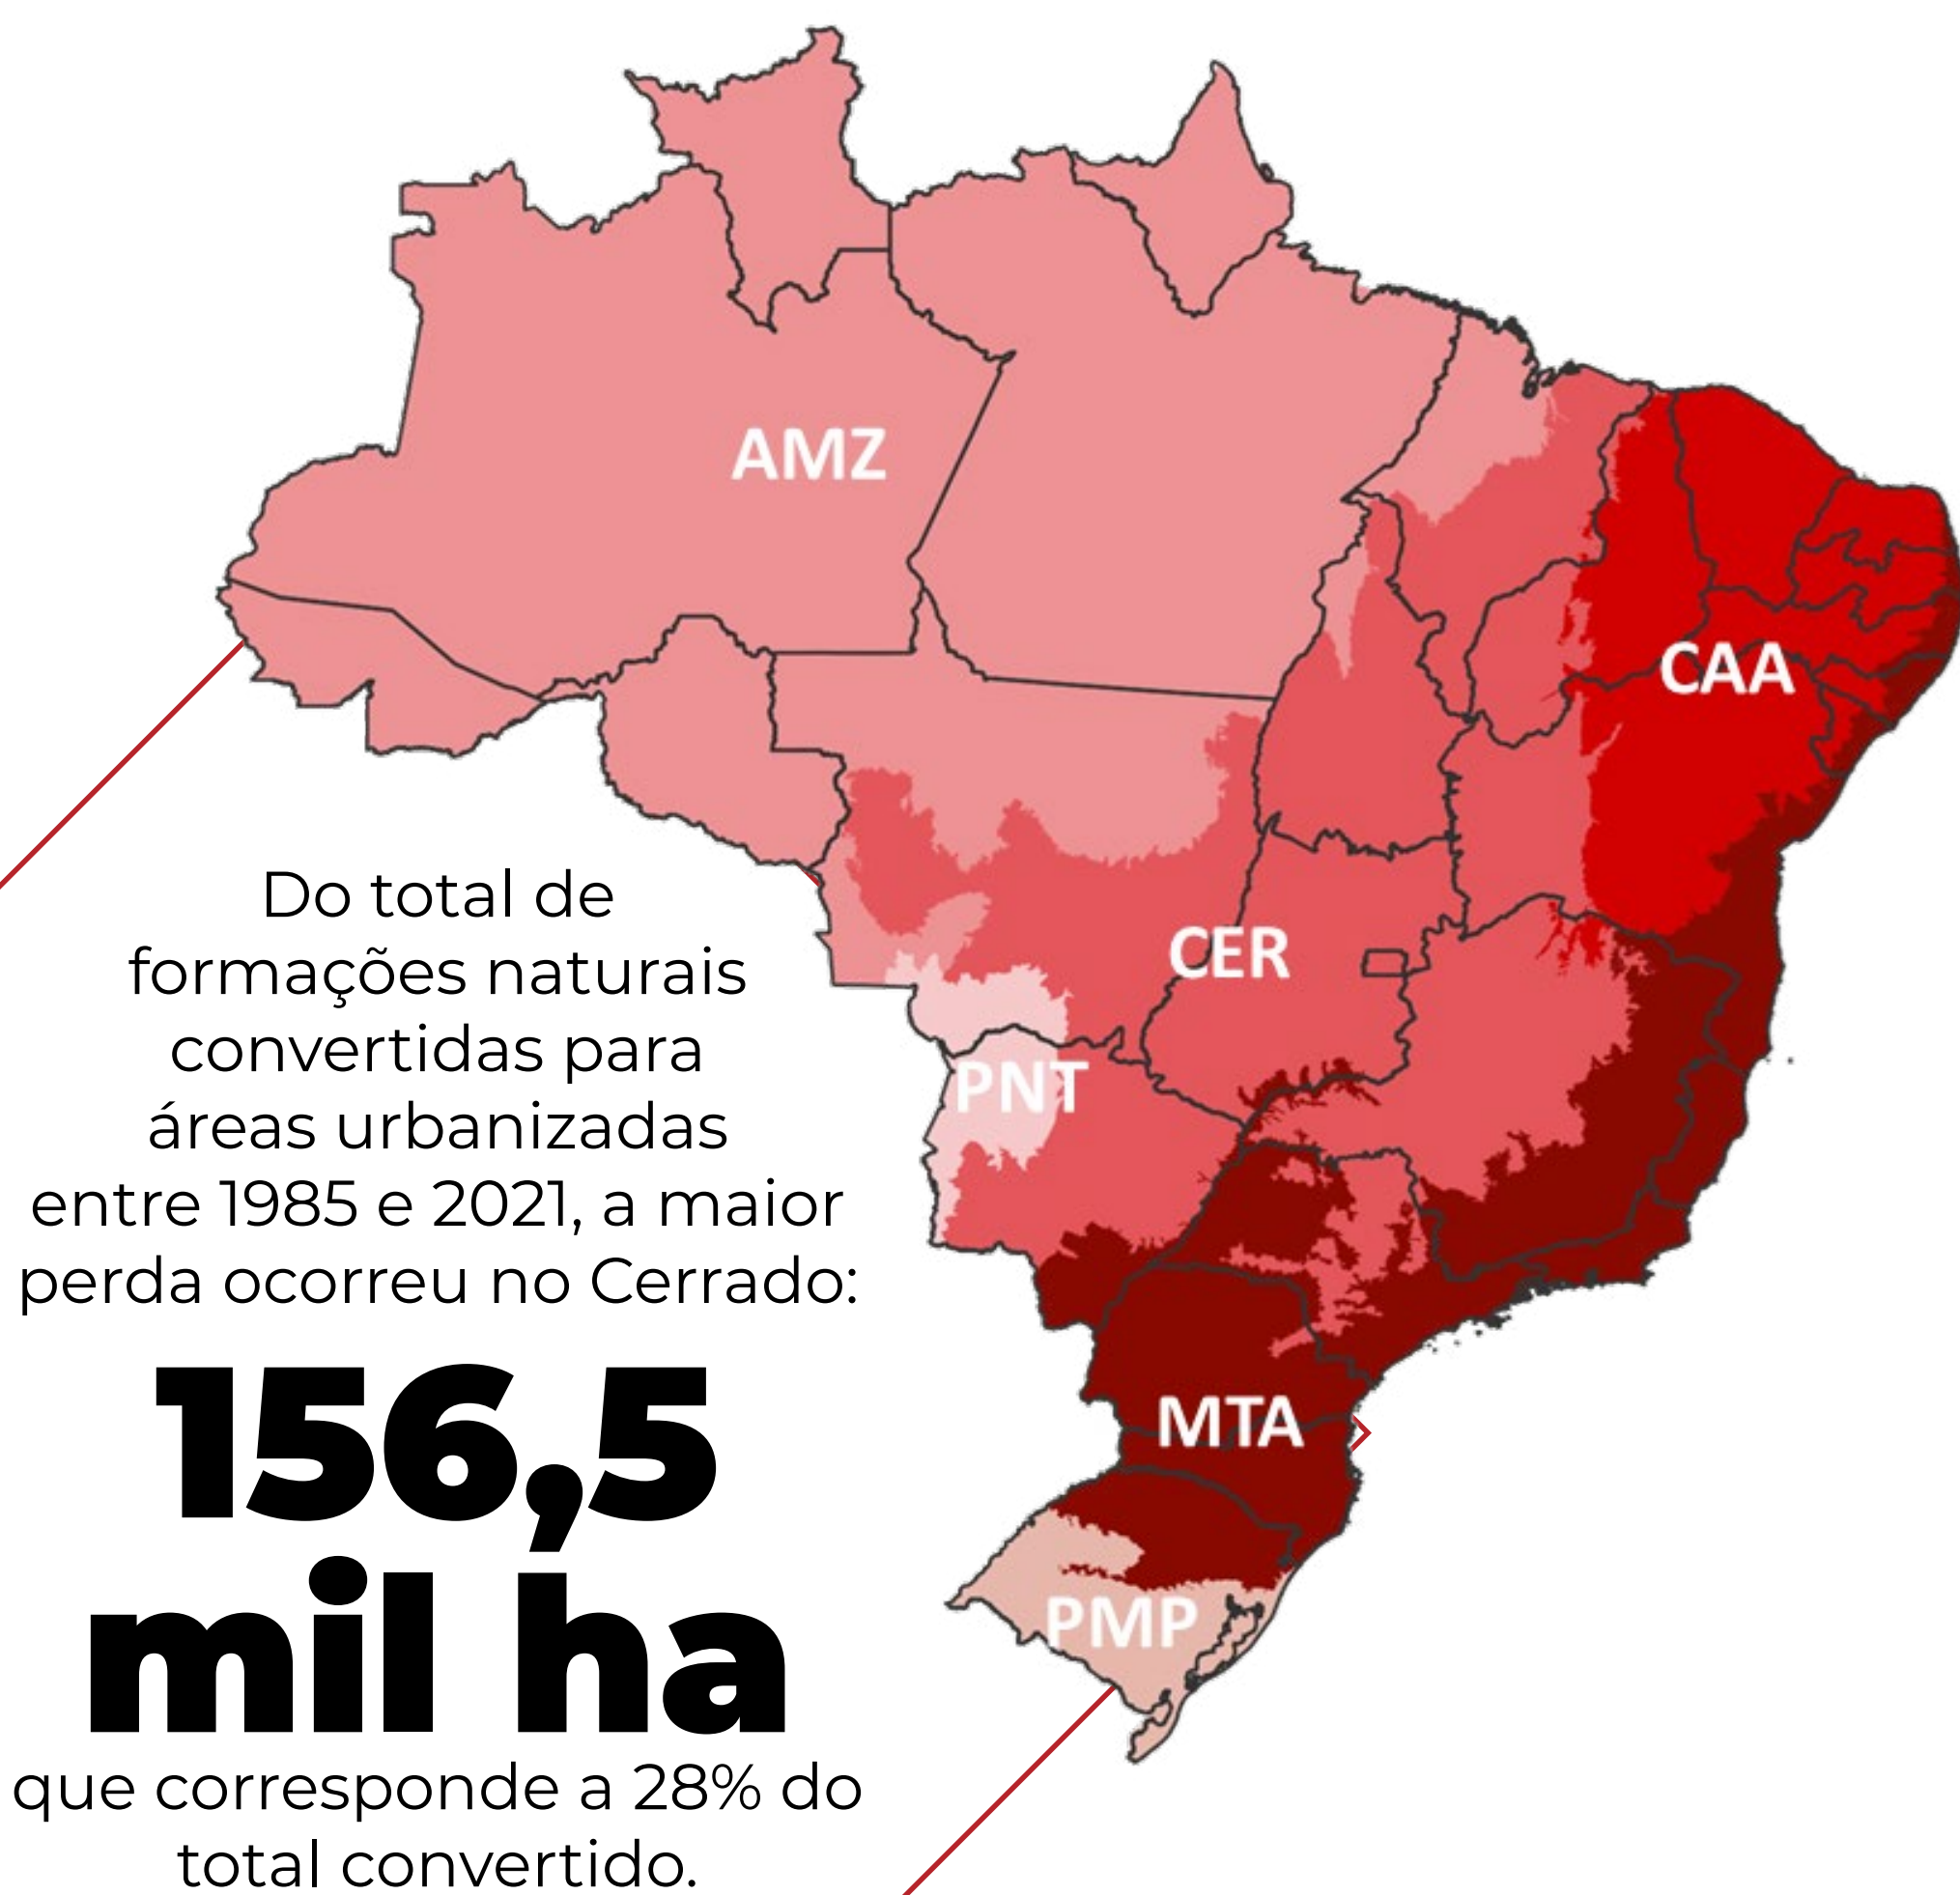 AMZ
CAA
CER
PNT
MTA
PMP
Do total de
formações naturais
convertidas para
áreas urbanizadas
entre 1985 e 2021, a maior
perda ocorreu no Cerrado:
156,5
mil ha
que corresponde a 28% do
total convertido.